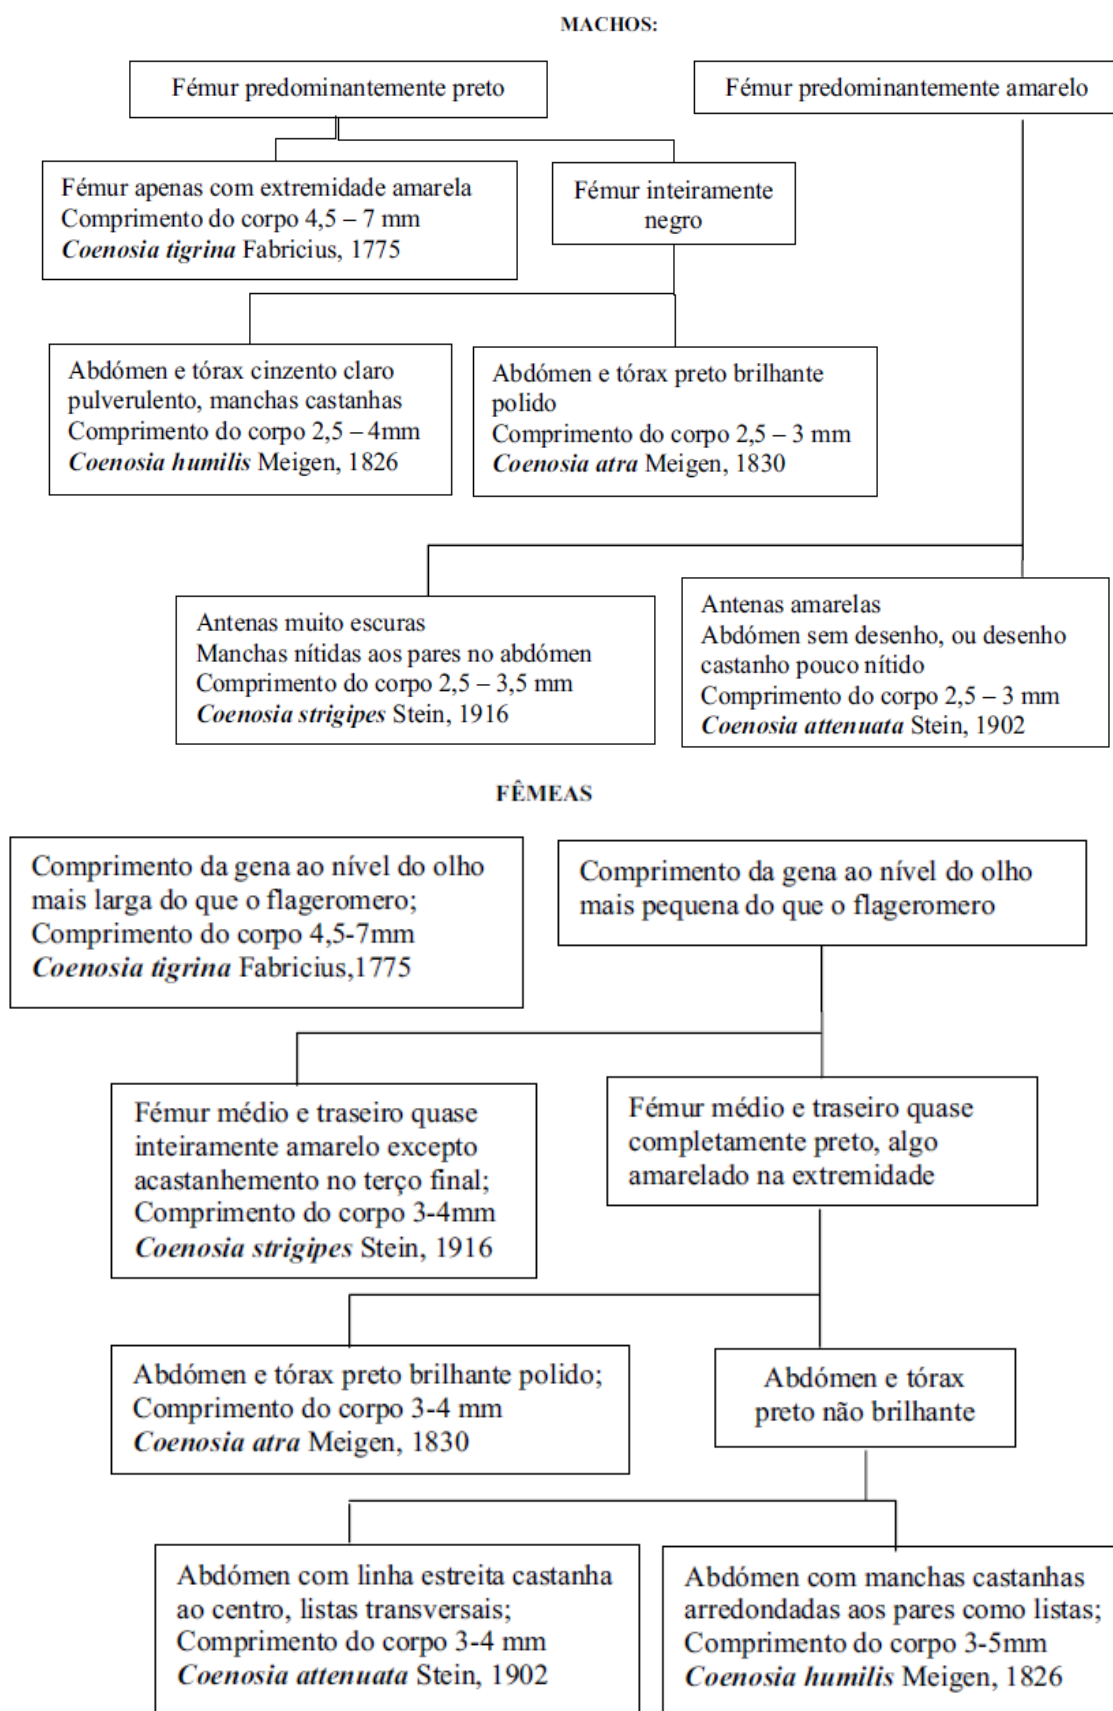 MACHOS:
Fémur predominantemente preto
Fémur predominantemente amarelo
Fémur apenas com extremidade amarela
Comprimento do corpo 4,5 – 7 mm
Coenosia tigrina Fabricius, 1775
Fémur inteiramente
negro
Abdómen e tórax cinzento claro
pulverulento, manchas castanhas
Comprimento do corpo 2,5 – 4mm
Coenosia humilis Meigen, 1826
Abdómen e tórax preto brilhante
polido
Comprimento do corpo 2,5 – 3 mm
Coenosia atra Meigen, 1830
Antenas muito escuras
Manchas nítidas aos pares no abdómen
Comprimento do corpo 2,5 – 3,5 mm
Coenosia strigipes Stein, 1916
Antenas amarelas
Abdómen sem desenho, ou desenho
castanho pouco nítido
Comprimento do corpo 2,5 – 3 mm
Coenosia attenuata Stein, 1902
FÊMEAS
Comprimento da gena ao nível do olho
mais larga do que o flageromero;
Comprimento do corpo 4,5-7mm
Coenosia tigrina Fabricius,1775
Comprimento da gena ao nível do olho
mais pequena do que o flageromero
Fémur médio e traseiro quase
inteiramente amarelo excepto
acastanhemento no terço final;
Comprimento do corpo 3-4mm
Coenosia strigipes Stein, 1916
Fémur médio e traseiro quase
completamente preto, algo
amarelado na extremidade
Abdómen e tórax preto brilhante polido;
Comprimento do corpo 3-4 mm
Coenosia atra Meigen, 1830
Abdómen e tórax
preto não brilhante
Abdómen com linha estreita castanha
ao centro, listas transversais;
Comprimento do corpo 3-4 mm
Coenosia attenuata Stein, 1902
Abdómen com manchas castanhas
arredondadas aos pares como listas;
Comprimento do corpo 3-5mm
Coenosia humilis Meigen, 1826